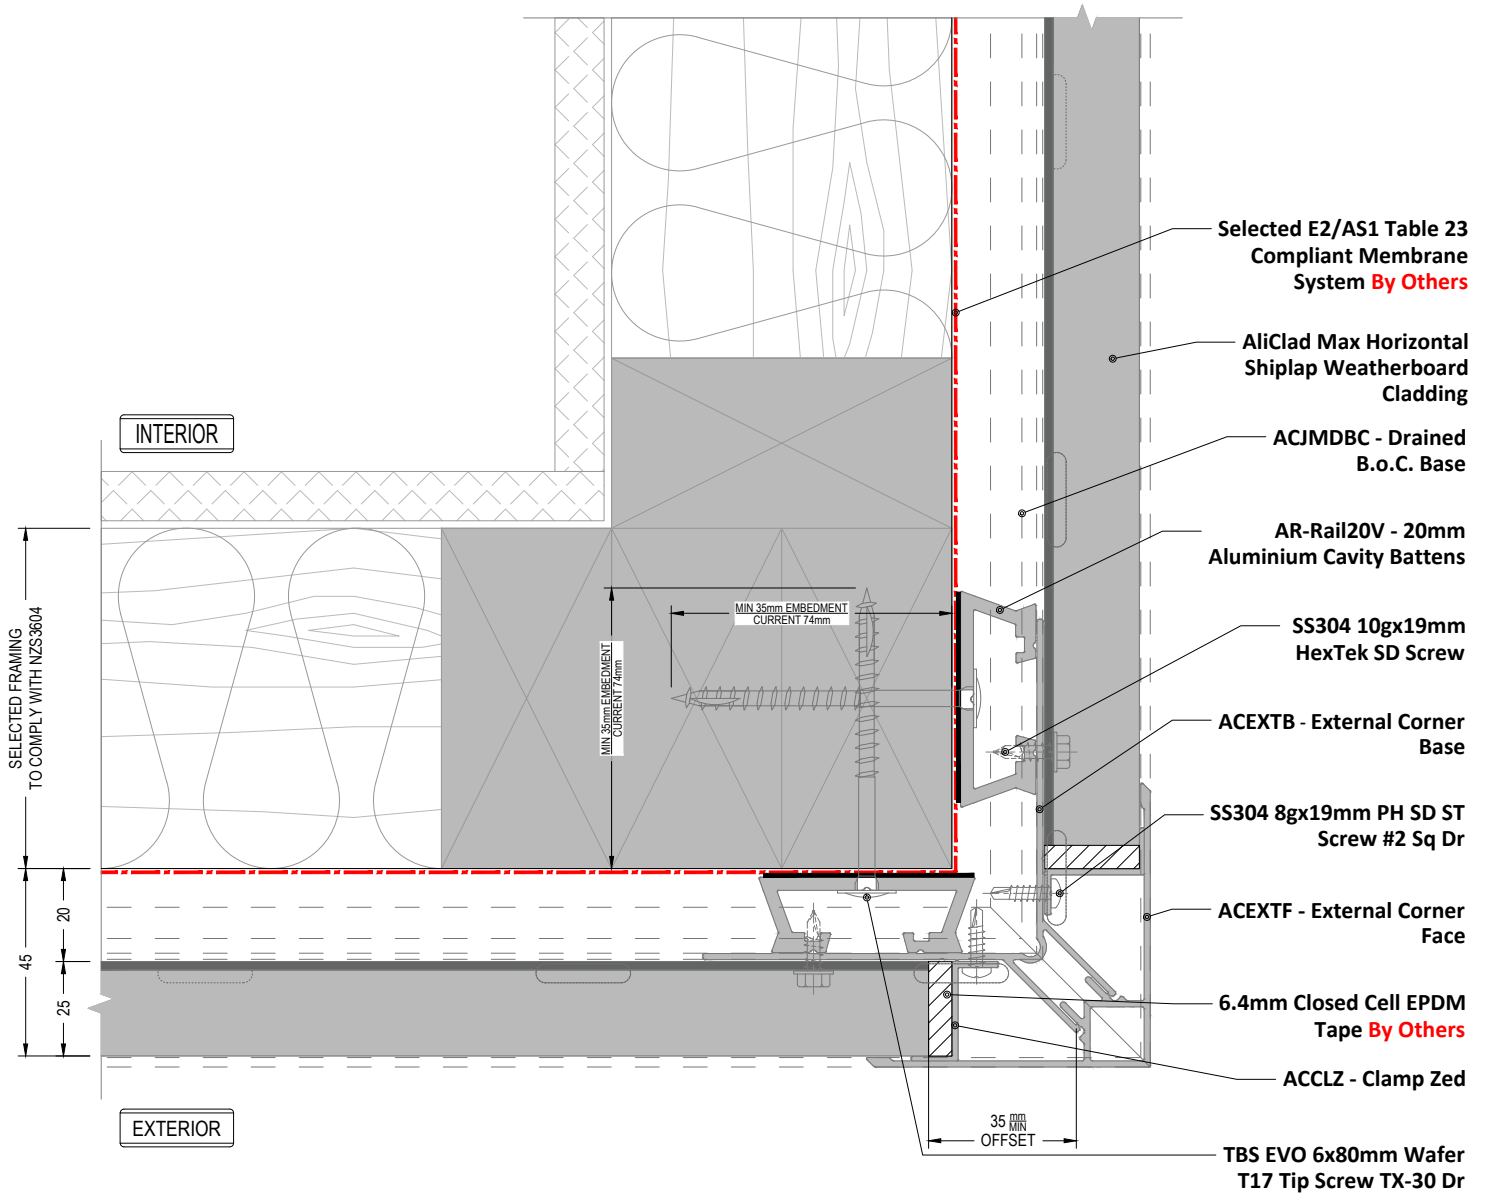 Selected E2/AS1 Table 23
Compliant Membrane
System By Others
AliClad Max Horizontal
Shiplap Weatherboard
Cladding
INTERIOR
ACJMDBC - Drained
B.o.C. Base
AR-Rail20V - 20mm
Aluminium Cavity Battens
MIN 35mm EMBEDMENT
CURRENT 74mm
SS304 10gx19mm
HexTek SD Screw
MIN 35mm EMBEDMENT
CURRENT 74mm
SELECTED FRAMING
TO COMPLY WITH NZS3604
ACEXTB - External Corner
Base
SS304 8gx19mm PH SD ST
Screw #2 Sq Dr
20
ACEXTF - External Corner
Face
45
25
6.4mm Closed Cell EPDM
Tape By Others
ACCLZ - Clamp Zed
EXTERIOR
35 mm
MIN
OFFSET
TBS EVO 6x80mm Wafer
T17 Tip Screw TX-30 Dr